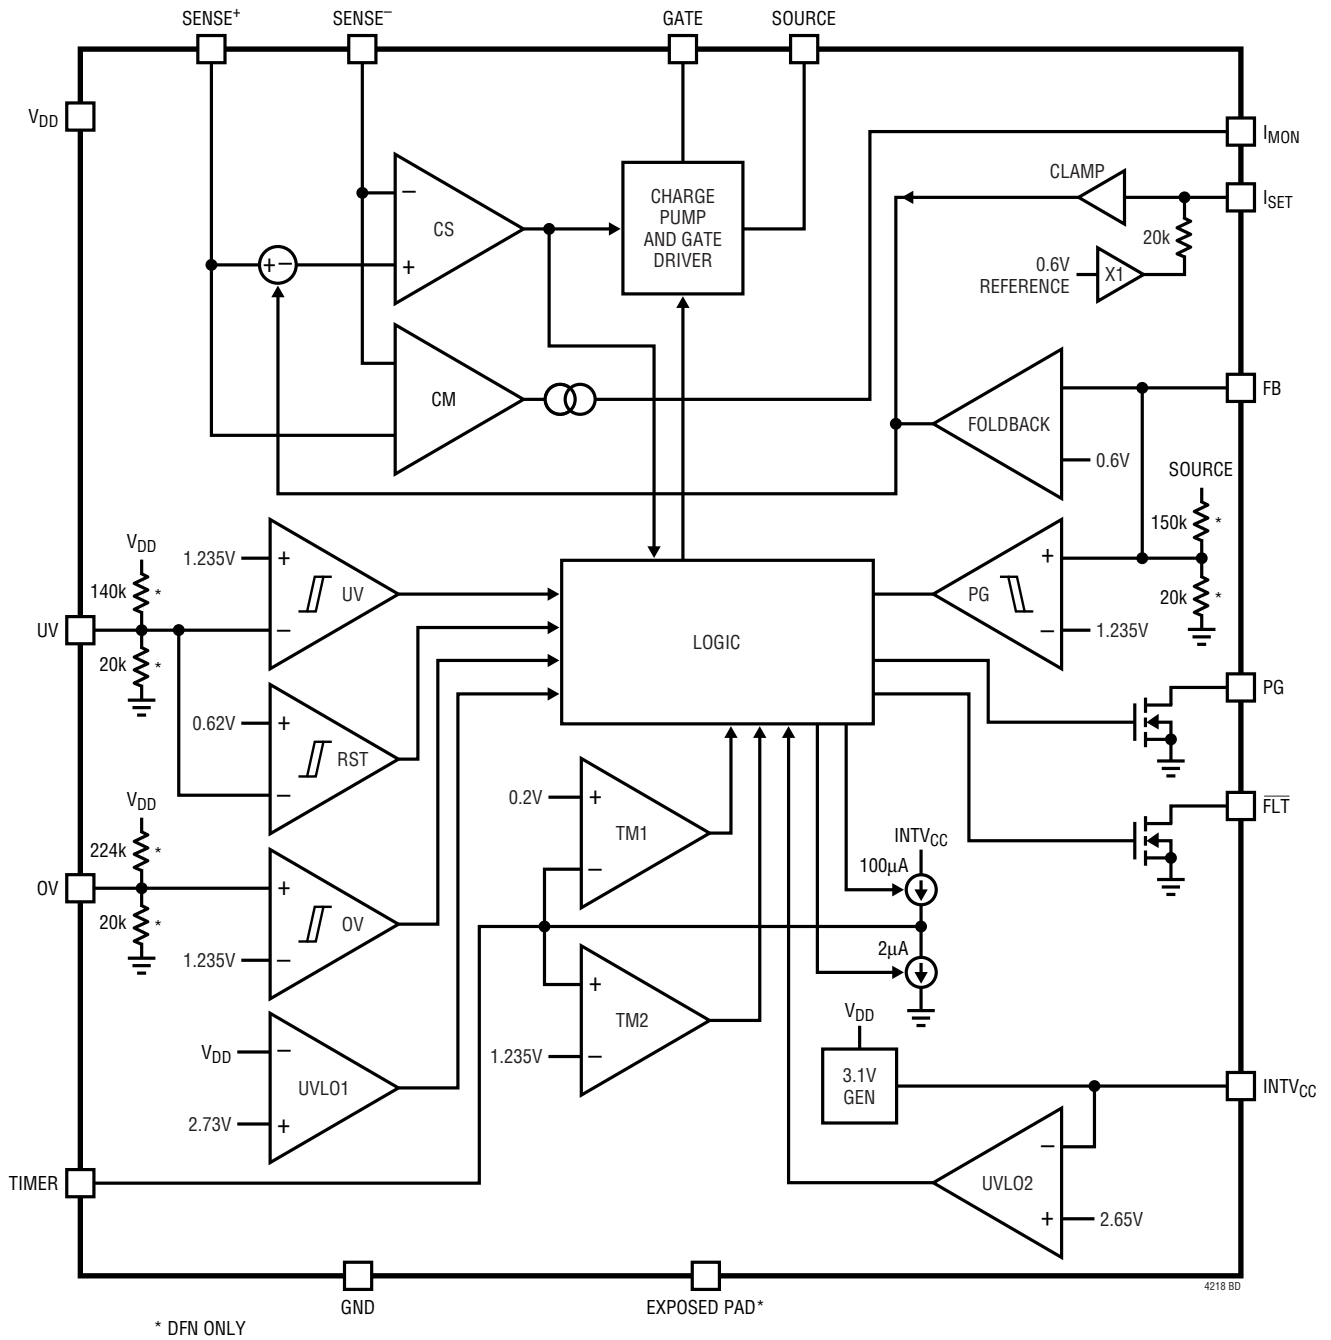 SENSE+
SENSE–
GATE
SOURCE
VDD
IMON
CLAMP
ISET
CHARGE
PUMP
AND GATE
DRIVER
–
CS
+
+ –
20k
0.6V
REFERENCE
X1
CM
FB
FOLDBACK
0.6V
SOURCE
150k *
VDD
1.235V
+
UV
140k *
UV
–
20k *
+
PG
20k *
–
1.235V
LOGIC
PG
0.62V
+
RST
–
VDD
224k *
0.2V
+
TM1
–
FLT
INTVCC
100µA
OV
+
OV
20k *
1.235V
–
2µA
+
TM2
1.235V
–
VDD
–
UVLO1
2.73V
+
VDD
3.1V
GEN
INTVCC
–
UVLO2
+
2.65V
TIMER
4218 BD
GND
EXPOSED PAD*
* DFN ONLY